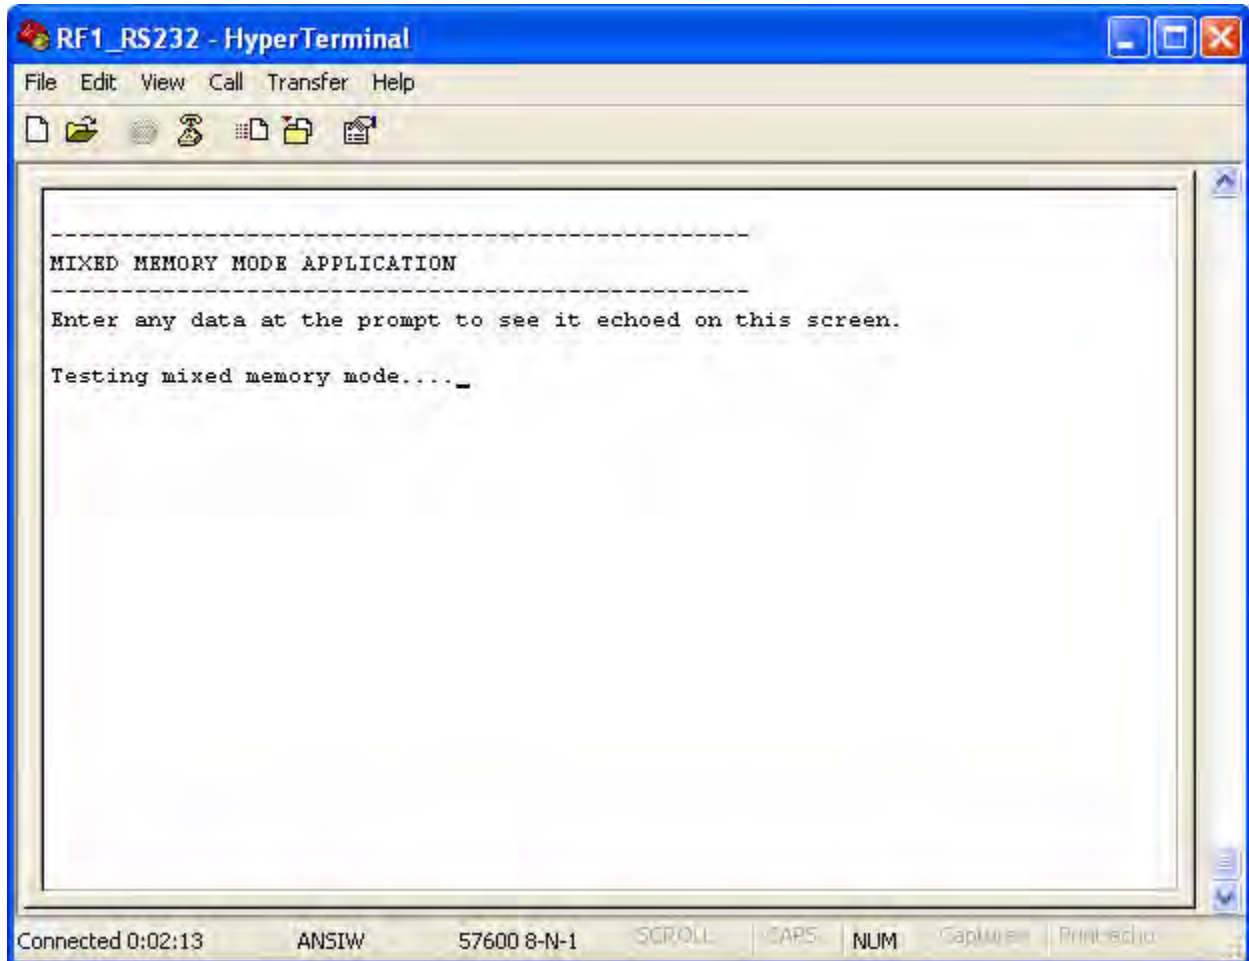 RF1_RS232 - HyperTerminal
File Edit View Call Transfer Help
--------------------------------------------------
MIXED MEMORY MODE APPLICATION
--------------------------------------------------
Enter any data at the prompt to see it echoed on this screen.
Testing mixed memory mode...._
Connected 0:02:13 ANSIW 57600 8-N-1 SCROLL CAPS NUM Capture Print echo